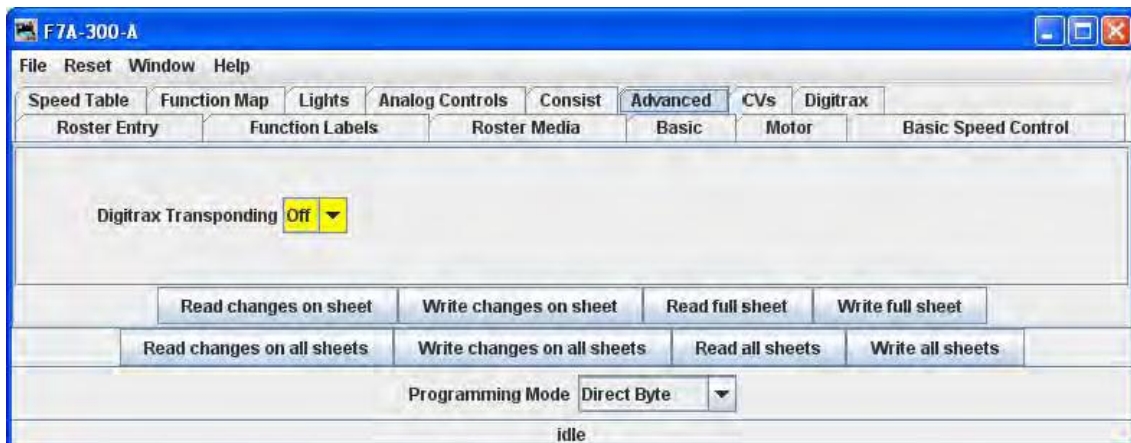 F7A-300-A
File Reset Window Help
Speed Table Function Map Lights Analog Controls Consist Advanced CVs Digitrax
Roster Entry Function Labels Roster Media Basic Motor Basic Speed Control
Digitrax Transponding Off
Read changes on sheet Write changes on sheet Read full sheet Write full sheet
Read changes on all sheets Write changes on all sheets Read all sheets Write all sheets
Programming Mode Direct Byte
idle